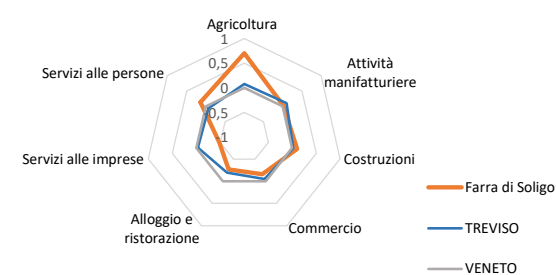 Agricoltura
1
0,5
0
0,5
-1
Attività
manifatturiere
Costruzioni
Commercio
Alloggio e
ristorazione
Servizi alle imprese
Servizi alle persone
Farra di Soligo
TREVISO
VENETO